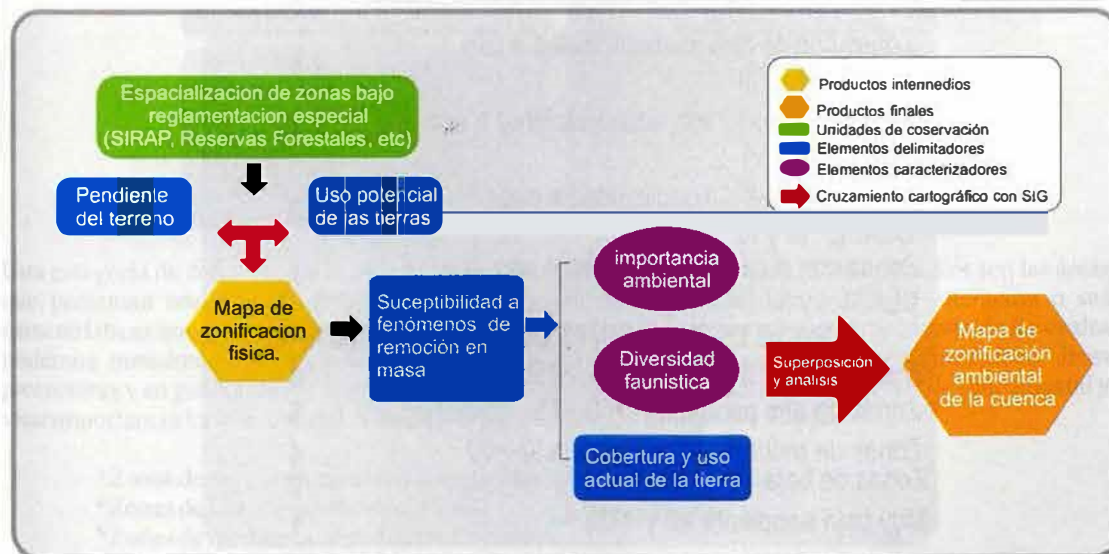 Espacializacion de zonas bajo
reglamentacion especial
(SIRAP, Reservas Forestales, etc)
Productos intermedios
Productos finales
Unidades de coservación
Elementos delimitadores
Elementos caracterizadores
Cruzamiento cartográfico con SIG
Pendiente
del terreno
Uso potencial
de las tierras
Mapa de
zonificacion
fisica.
Suceptibilidad a
fenómenos de
remoción en
masa
importancia
ambiental
Diversidad
faunística
Cobertura y uso
actual de la tierra
Superposición
y analisis
Mapa de
zonificación
ambiental
de la cuenca